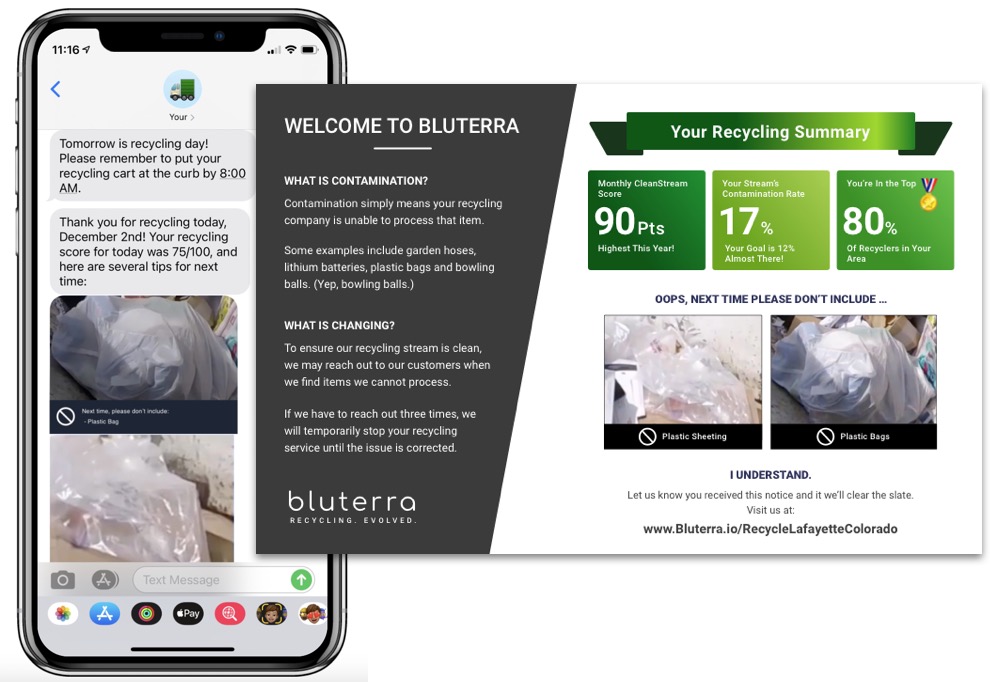 11:16
Your >
Tomorrow is recycling day!
Please remember to put your
recycling cart at the curb by 8:00
AM.
Thank you for recycling today,
December 2nd! Your recycling
score for today was 75/100, and
here are several tips for next
time:
Next time, please don't include:
- Plastic Bag
Text Message
Pay
WELCOME TO BLUTERRA
WHAT IS CONTAMINATION?
Contamination simply means your recycling
company is unable to process that item.
Some examples include garden hoses,
lithium batteries, plastic bags and bowling
balls. (Yep, bowling balls.)
WHAT IS CHANGING?
To ensure our recycling stream is clean,
we may reach out to our customers when
we find items we cannot process.
If we have to reach out three times, we
will temporarily stop your recycling
service until the issue is corrected.
bluterra
RECYCLING. EVOLVED.
Your Recycling Summary
Monthly CleanStream
Score
90 Pts
Highest This Year!
Your Stream's
Contamination Rate
17%
Your Goal is 12%
Almost There!
You're In the Top
80%
Of Recyclers in Your
Area
OOPS, NEXT TIME PLEASE DON'T INCLUDE ...
Plastic Sheeting
Plastic Bags
I UNDERSTAND.
Let us know you received this notice and it we'll clear the slate.
Visit us at:
www.Bluterra.io/RecycleLafayetteColorado